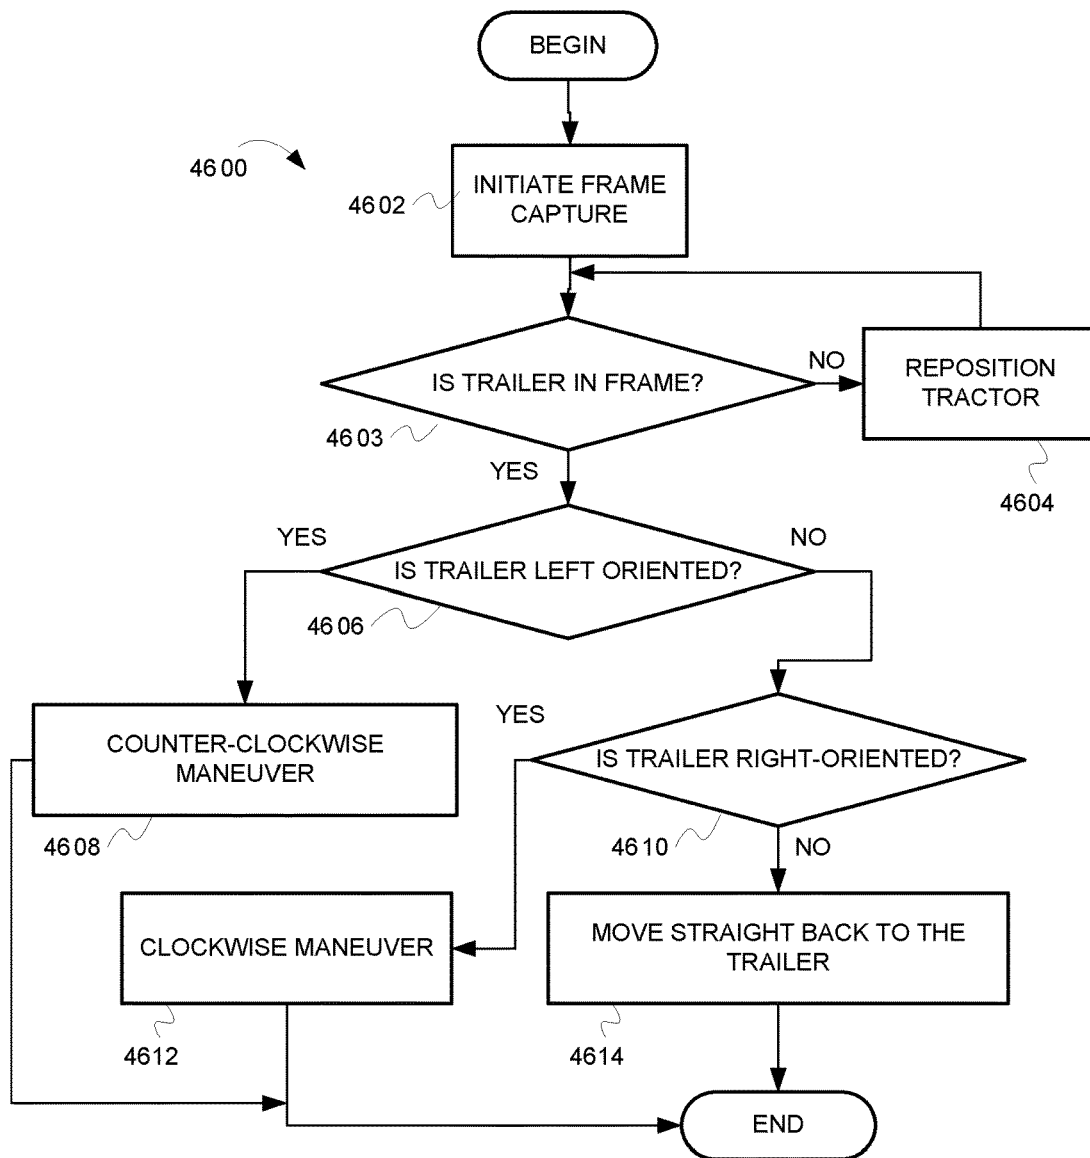 BEGIN
4600
INITIATE FRAME
CAPTURE
4602
IS TRAILER IN FRAME?
NO
REPOSITION
TRACTOR
4603
YES
4604
YES
NO
IS TRAILER LEFT ORIENTED?
4606
YES
COUNTER-CLOCKWISE
MANEUVER
IS TRAILER RIGHT-ORIENTED?
4608
4610
NO
CLOCKWISE MANEUVER
MOVE STRAIGHT BACK TO THE
TRAILER
4612
4614
END